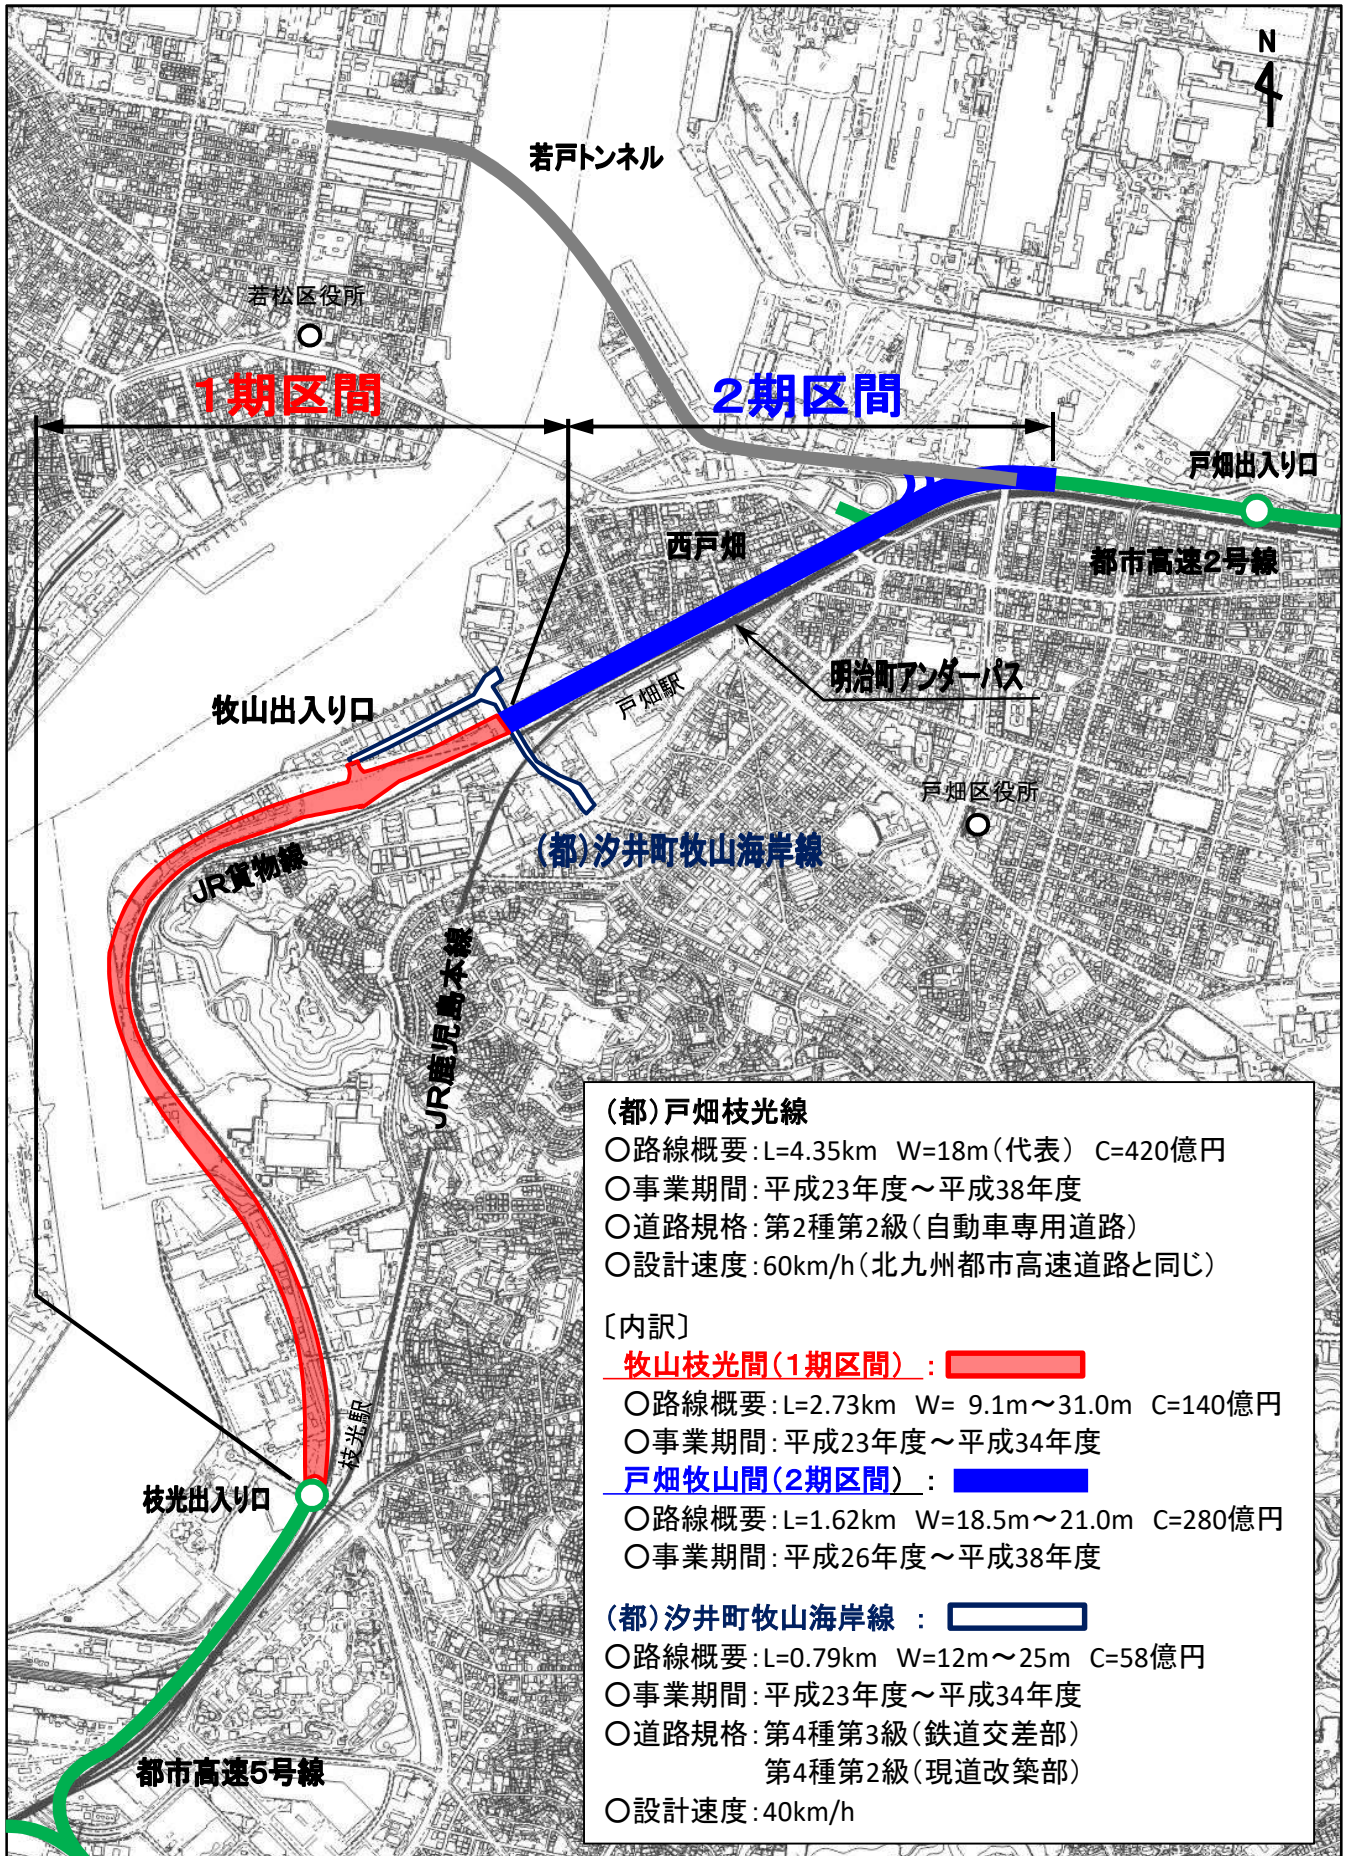 N
若戸トンネル
若松区役所
1期区間
2期区間
戸畑出入り口
西戸畑
都市高速2号線
明治町アンダーパス
戸畑駅
牧山出入り口
戸畑区役所
(都)汐井町牧山海岸線
JR貨物線
JR鹿児島本線
枝光駅
枝光出入り口
都市高速5号線
(都)戸畑枝光線
○路線概要:L=4.35km W=18m(代表) C=420億円
○事業期間:平成23年度～平成38年度
○道路規格:第2種第2級(自動車専用道路)
○設計速度:60km/h(北九州都市高速道路と同じ)
〔内訳〕
牧山枝光間(1期区間) :
○路線概要:L=2.73km W= 9.1m～31.0m C=140億円
○事業期間:平成23年度～平成34年度
戸畑牧山間(2期区間) :
○路線概要:L=1.62km W=18.5m～21.0m C=280億円
○事業期間:平成26年度～平成38年度
(都)汐井町牧山海岸線 :
○路線概要:L=0.79km W=12m～25m C=58億円
○事業期間:平成23年度～平成34年度
○道路規格:第4種第3級(鉄道交差部)
第4種第2級(現道改築部)
○設計速度:40km/h